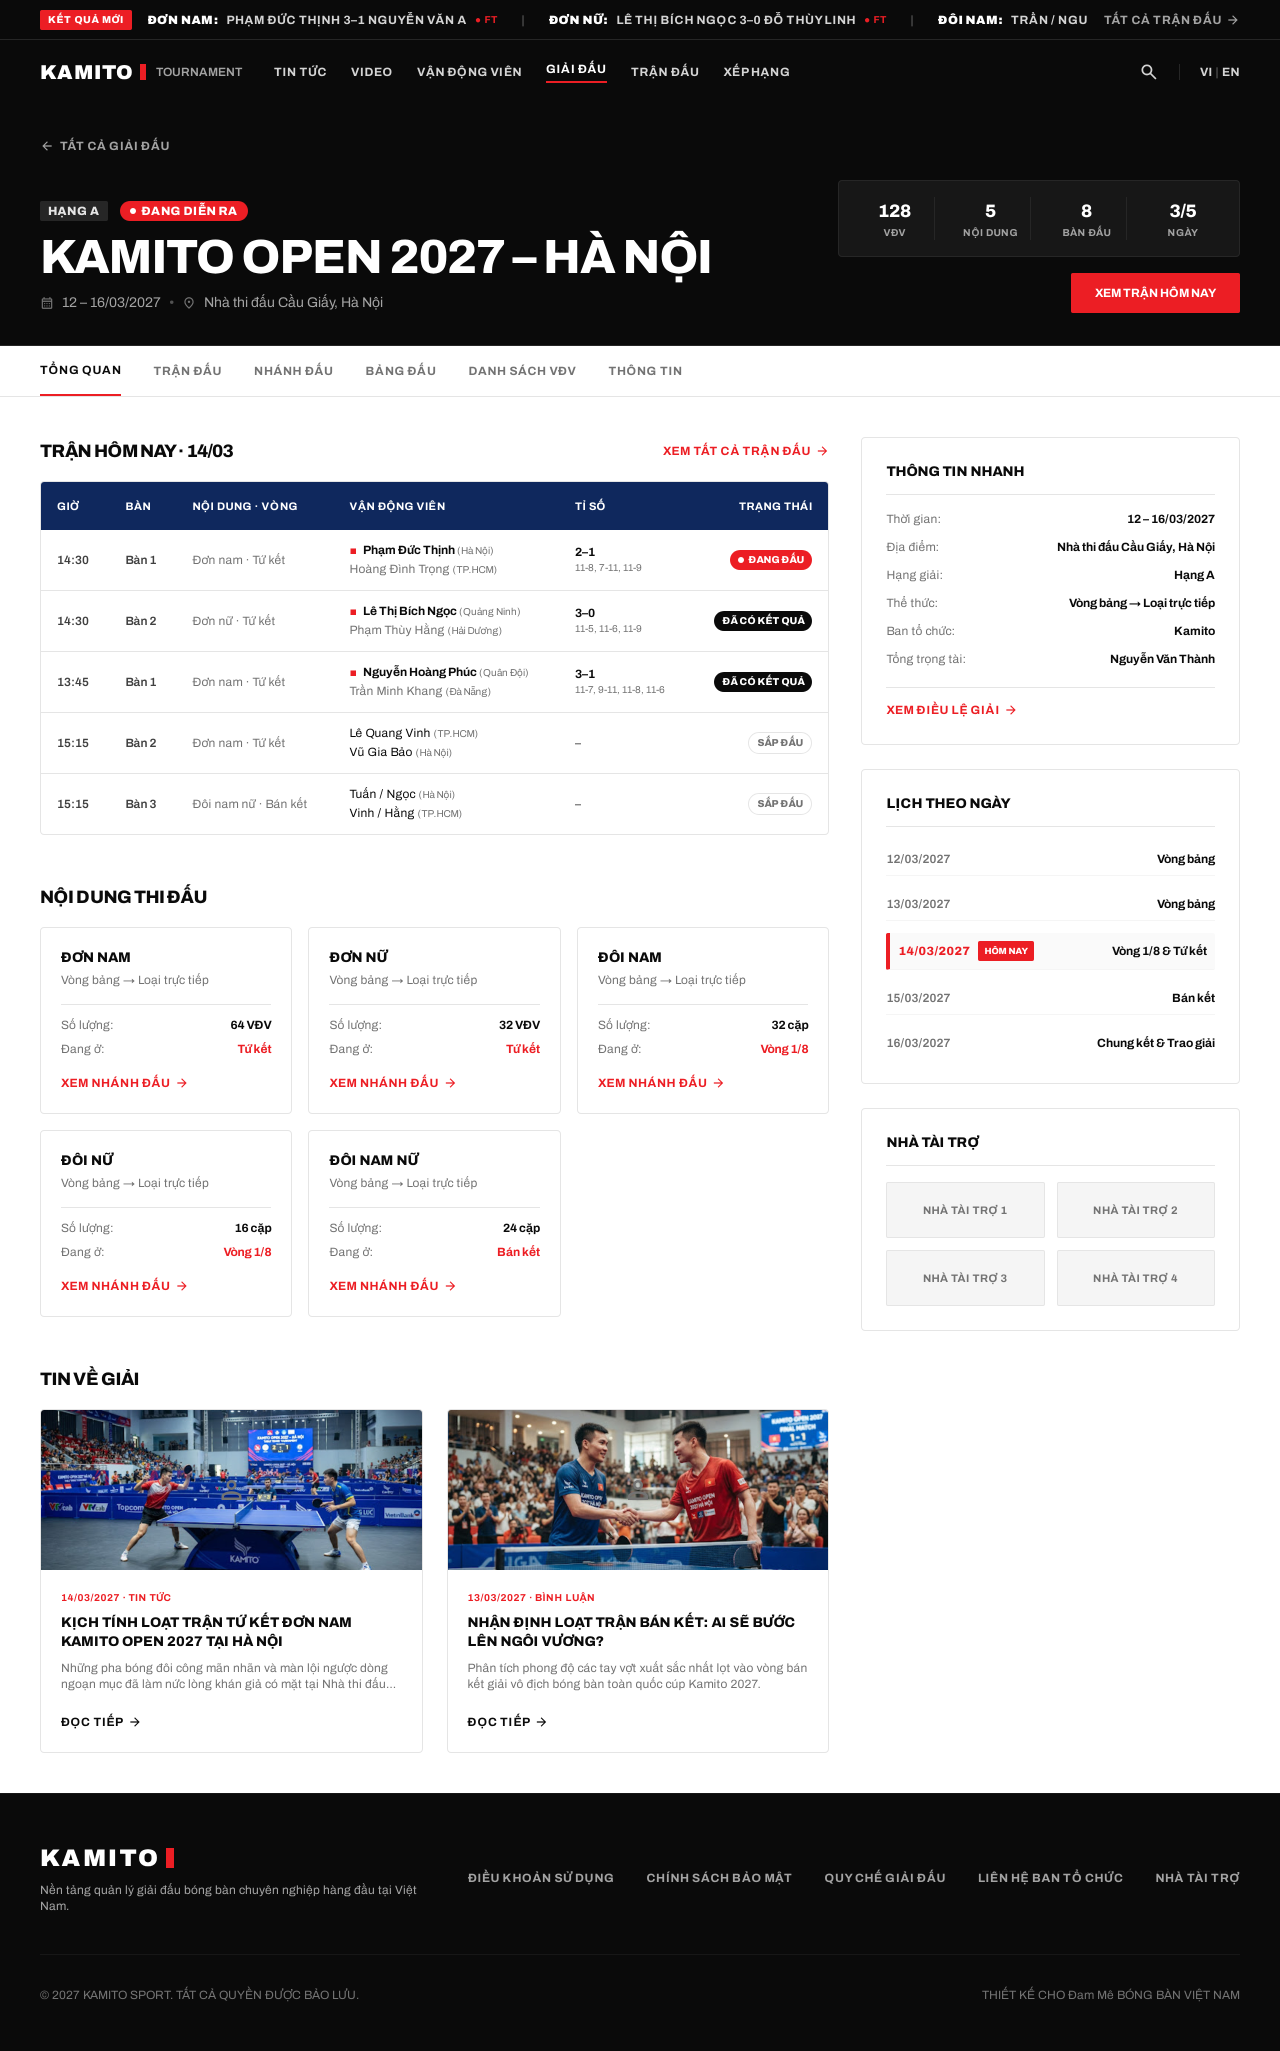 KẾT QUẢ MỚI ĐƠN NAM: PHẠM ĐỨC THỊNH 3–1 NGUYỄN VĂN A • FT | ĐƠN NỮ: LÊ THỊ BÍCH NGỌC 3–0 ĐỖ THÙY LINH • FT | ĐÔI NAM: TRẦN / NGU TẤT CẢ TRẬN ĐẤU →
KAMITO TOURNAMENT TIN TỨC VIDEO VẬN ĐỘNG VIÊN GIẢI ĐẤU TRẬN ĐẤU XẾP HẠNG VI | EN
← TẤT CẢ GIẢI ĐẤU
HẠNG A ĐANG DIỄN RA
KAMITO OPEN 2027 – HÀ NỘI
12 – 16/03/2027 • Nhà thi đấu Cầu Giấy, Hà Nội
128 5 8 3/5
VĐV NỘI DUNG BÀN ĐẤU NGÀY
XEM TRẬN HÔM NAY
TỔNG QUAN TRẬN ĐẤU NHÁNH ĐẤU BẢNG ĐẤU DANH SÁCH VĐV THÔNG TIN
TRẬN HÔM NAY · 14/03 XEM TẤT CẢ TRẬN ĐẤU →
GIỜ BÀN NỘI DUNG · VÒNG VẬN ĐỘNG VIÊN TỈ SỐ TRẠNG THÁI
14:30 Bàn 1 Đơn nam · Tứ kết Phạm Đức Thịnh (Hà Nội) 2–1 ĐANG ĐẤU
Hoàng Đình Trọng (TP.HCM) 11-8, 7-11, 11-9
14:30 Bàn 2 Đơn nữ · Tứ kết Lê Thị Bích Ngọc (Quảng Ninh) 3–0 ĐÃ CÓ KẾT QUẢ
Phạm Thùy Hằng (Hải Dương) 11-5, 11-6, 11-9
13:45 Bàn 1 Đơn nam · Tứ kết Nguyễn Hoàng Phúc (Quân Đội) 3–1 ĐÃ CÓ KẾT QUẢ
Trần Minh Khang (Đà Nẵng) 11-7, 9-11, 11-8, 11-6
15:15 Bàn 2 Đơn nam · Tứ kết Lê Quang Vinh (TP.HCM) – SẮP ĐẤU
Vũ Gia Bảo (Hà Nội)
15:15 Bàn 3 Đôi nam nữ · Bán kết Tuấn / Ngọc (Hà Nội) – SẮP ĐẤU
Vinh / Hằng (TP.HCM)
NỘI DUNG THI ĐẤU
ĐƠN NAM
Vòng bảng → Loại trực tiếp
Số lượng: 64 VĐV
Đang ở: Tứ kết
XEM NHÁNH ĐẤU →
ĐƠN NỮ
Vòng bảng → Loại trực tiếp
Số lượng: 32 VĐV
Đang ở: Tứ kết
XEM NHÁNH ĐẤU →
ĐÔI NAM
Vòng bảng → Loại trực tiếp
Số lượng: 32 cặp
Đang ở: Vòng 1/8
XEM NHÁNH ĐẤU →
ĐÔI NỮ
Vòng bảng → Loại trực tiếp
Số lượng: 16 cặp
Đang ở: Vòng 1/8
XEM NHÁNH ĐẤU →
ĐÔI NAM NỮ
Vòng bảng → Loại trực tiếp
Số lượng: 24 cặp
Đang ở: Bán kết
XEM NHÁNH ĐẤU →
TIN VỀ GIẢI
KAMITO
14/03/2027 · TIN TỨC
KỊCH TÍNH LOẠT TRẬN TỨ KẾT ĐƠN NAM
KAMITO OPEN 2027 TẠI HÀ NỘI
Những pha bóng đôi công mãn nhãn và màn lội ngược dòng
ngoạn mục đã làm nức lòng khán giả có mặt tại Nhà thi đấu...
ĐỌC TIẾP →
KAMITO OPEN 2027
FINAL MATCH
1 - 1
13/03/2027 · BÌNH LUẬN
NHẬN ĐỊNH LOẠT TRẬN BÁN KẾT: AI SẼ BƯỚC
LÊN NGÔI VƯƠNG?
Phân tích phong độ các tay vợt xuất sắc nhất lọt vào vòng bán
kết giải vô địch bóng bàn toàn quốc cúp Kamito 2027.
ĐỌC TIẾP →
THÔNG TIN NHANH
Thời gian: 12 – 16/03/2027
Địa điểm: Nhà thi đấu Cầu Giấy, Hà Nội
Hạng giải: Hạng A
Thể thức: Vòng bảng → Loại trực tiếp
Ban tổ chức: Kamito
Tổng trọng tài: Nguyễn Văn Thành
XEM ĐIỀU LỆ GIẢI →
LỊCH THEO NGÀY
12/03/2027 Vòng bảng
13/03/2027 Vòng bảng
14/03/2027 HÔM NAY Vòng 1/8 & Tứ kết
15/03/2027 Bán kết
16/03/2027 Chung kết & Trao giải
NHÀ TÀI TRỢ
NHÀ TÀI TRỢ 1 NHÀ TÀI TRỢ 2
NHÀ TÀI TRỢ 3 NHÀ TÀI TRỢ 4
KAMITO
Nền tảng quản lý giải đấu bóng bàn chuyên nghiệp hàng đầu tại Việt
Nam.
ĐIỀU KHOẢN SỬ DỤNG CHÍNH SÁCH BẢO MẬT QUY CHẾ GIẢI ĐẤU LIÊN HỆ BAN TỔ CHỨC NHÀ TÀI TRỢ
© 2027 KAMITO SPORT. TẤT CẢ QUYỀN ĐƯỢC BẢO LƯU. THIẾT KẾ CHO Đam Mê BÓNG BÀN VIỆT NAM